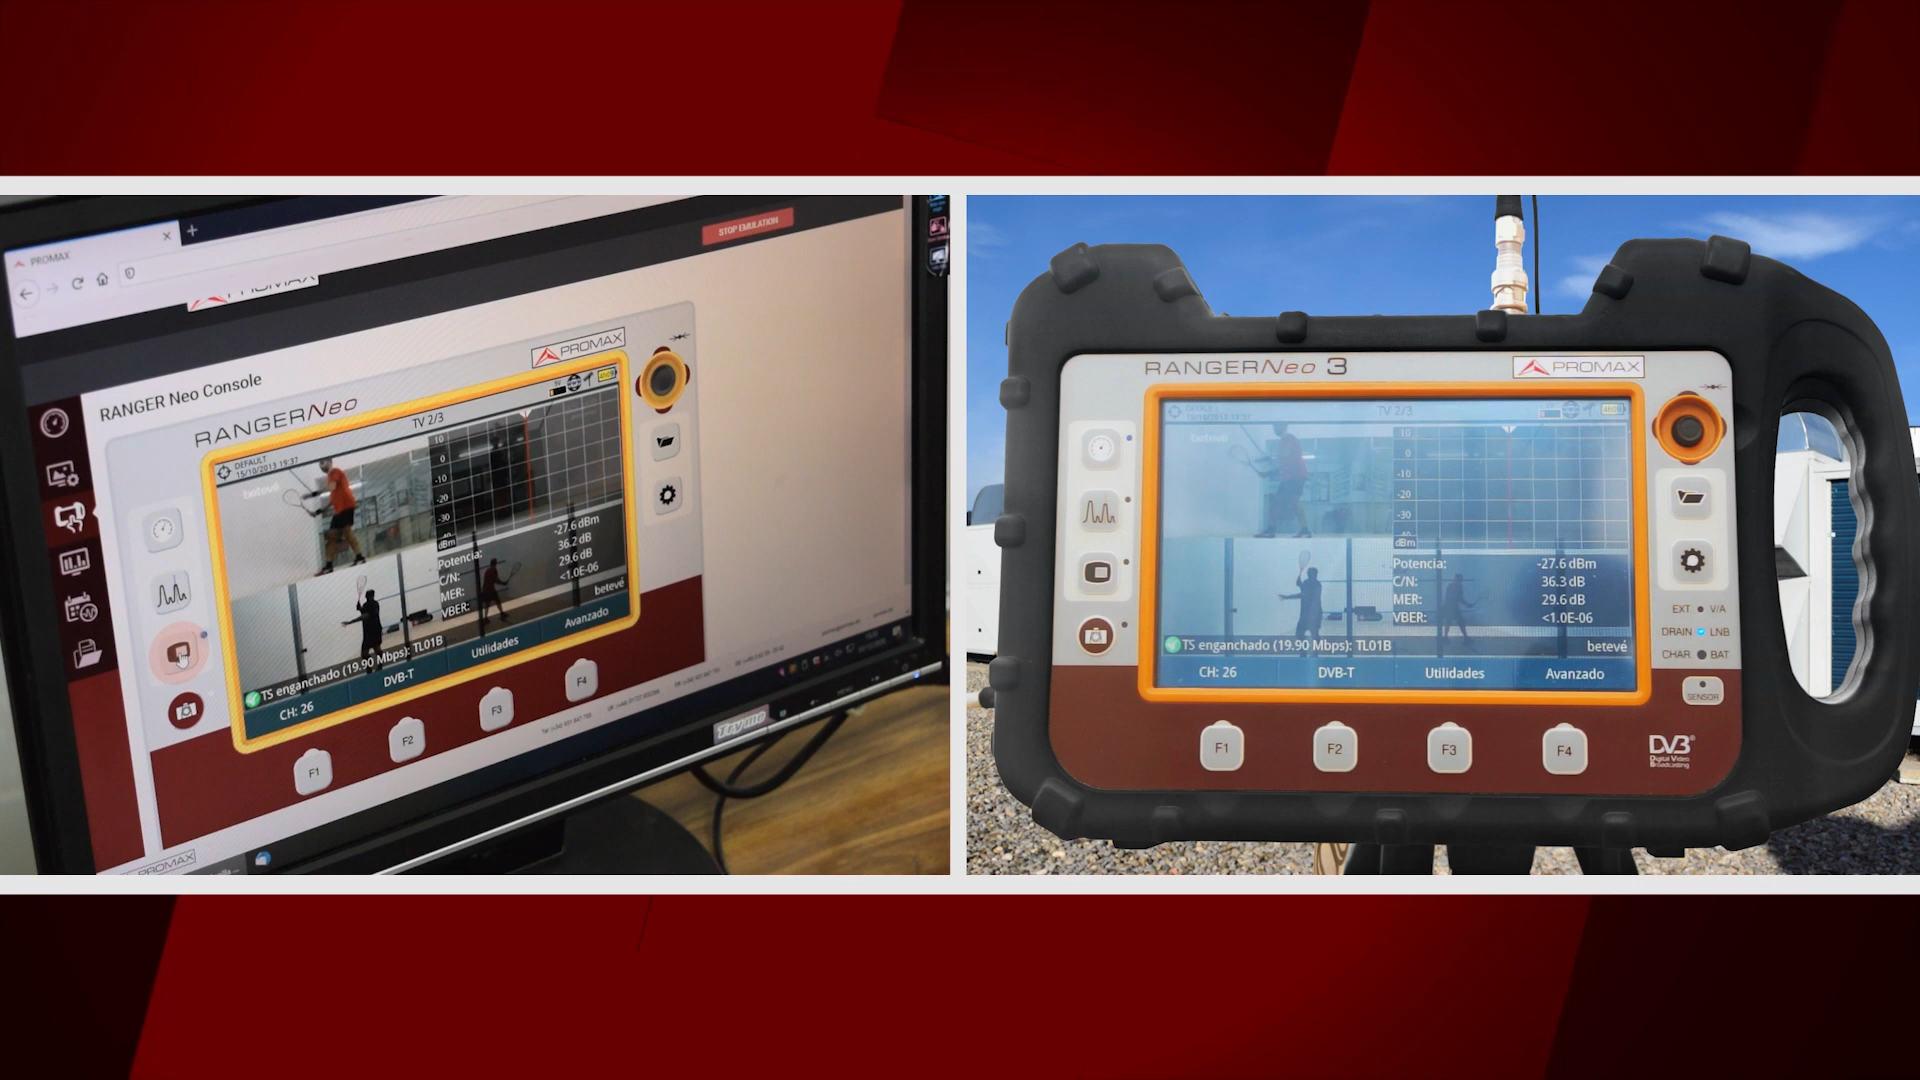 STOP EMULATION
PROMAX
PROMAX
RANGER Neo Console
RANGERNeo
PROMAX
TV 2/3
DEFAULT
15/10/2013 19:37
betevé
10
0
-10
-20
-30
dBm
Potencia: -27.6 dBm
C/N: 36.2 dB
MER: 29.6 dB
VBER: <1.0E-06
TS enganchado (19.90 Mbps): TL01B
betevé
CH: 26
DVB-T
Utilidades
Avanzado
F1
F2
F3
F4
PROMAX
RANGERNeo 3
PROMAX
DEFAULT
TV 2/3
betevé
10
0
-10
-20
-30
dBm
Potencia: -27.6 dBm
C/N: 36.3 dB
MER: 29.6 dB
VBER: <1.0E-06
TS enganchado (19.90 Mbps): TL01B
betevé
CH: 26
DVB-T
Utilidades
Avanzado
EXT V/A
DRAIN LNB
CHAR BAT
SENSOR
F1
F2
F3
F4
DVB
Digital Video
Broadcasting